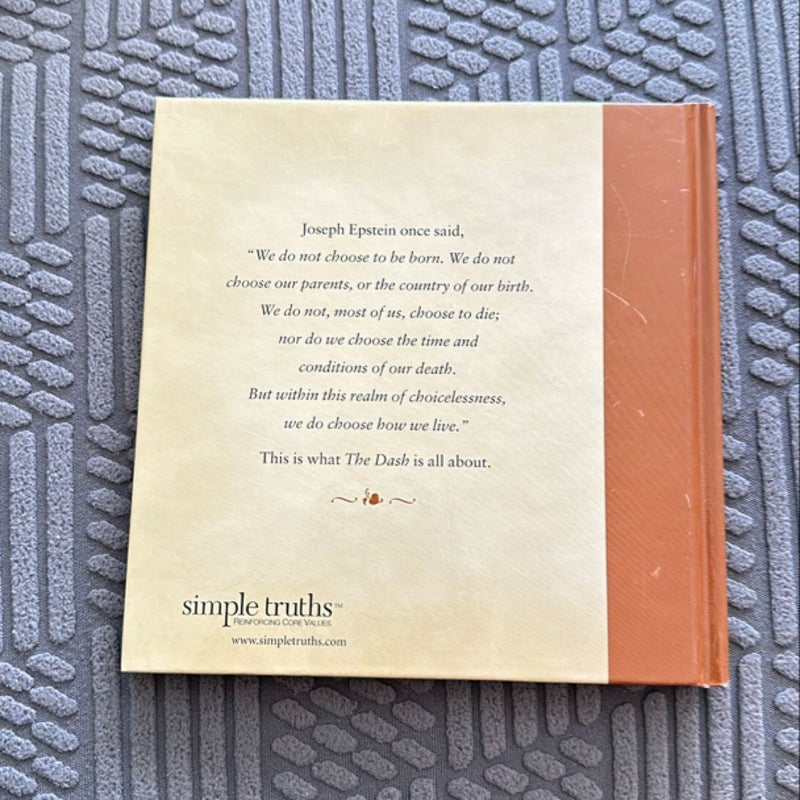 Joseph Epstein once said,
“We do not choose to be born. We do not
choose our parents, or the country of our birth.
We do not, most of us, choose to die;
nor do we choose the time and
conditions of our death.
But within this realm of choicelessness,
we do choose how we live.”
This is what The Dash is all about.
simple truths™
REINFORCING CORE VALUES
www.simpletruths.com